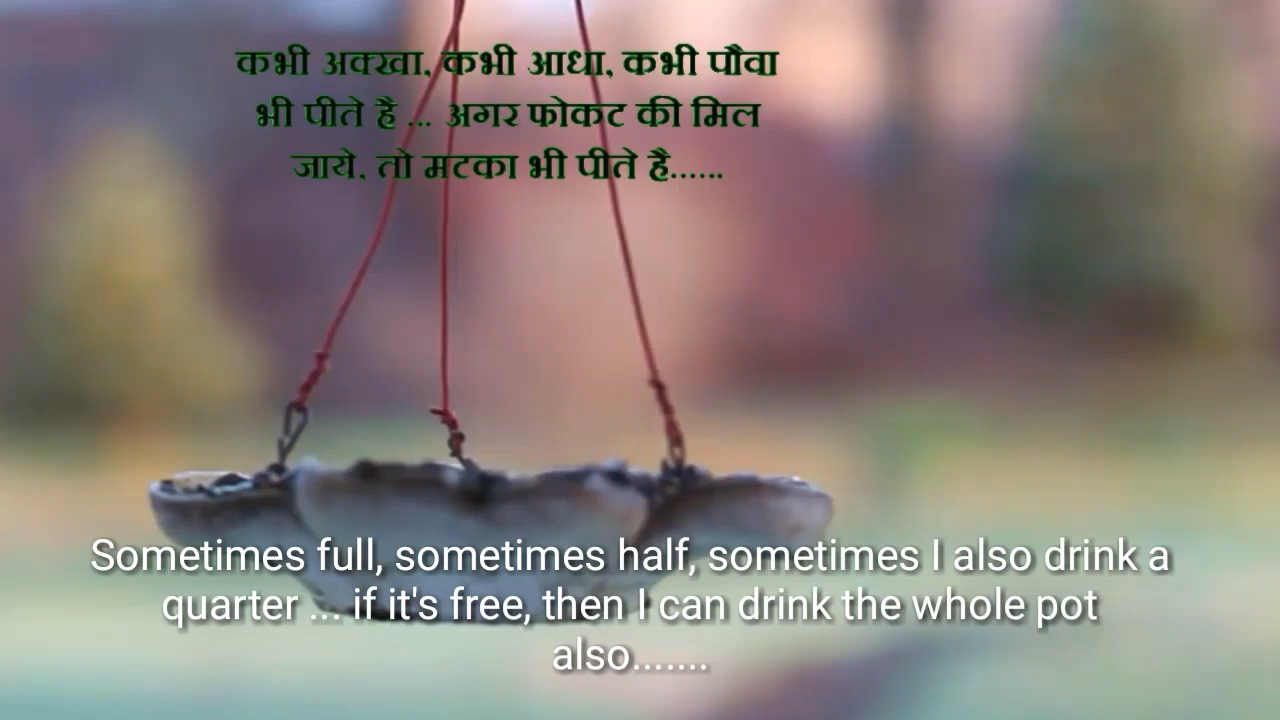 कभी अक्खा, कभी आधा, कभी पौवा
भी पीते है ... अगर फोकट की मिल
जाये, तो मटका भी पीते है......
Sometimes full, sometimes half, sometimes I also drink a
quarter ... if it's free, then I can drink the whole pot
also.......